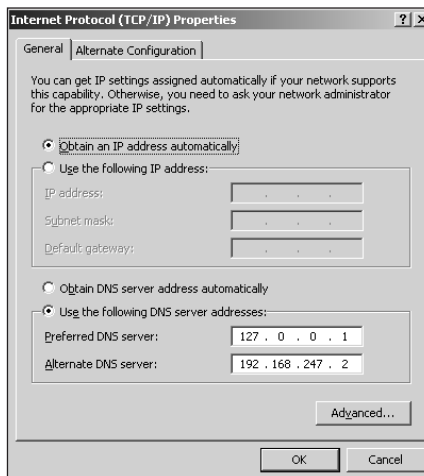 Internet Protocol (TCP/IP) Properties
General
Alternate Configuration
You can get IP settings assigned automatically if your network supports
this capability. Otherwise, you need to ask your network administrator
for the appropriate IP settings.
Obtain an IP address automatically
Use the following IP address:
IP address:
Subnet mask:
Default gateway:
Obtain DNS server address automatically
Use the following DNS server addresses:
Preferred DNS server: 127 . 0 . 0 . 1
Alternate DNS server: 192 . 168 . 247 . 2
Advanced...
OK
Cancel